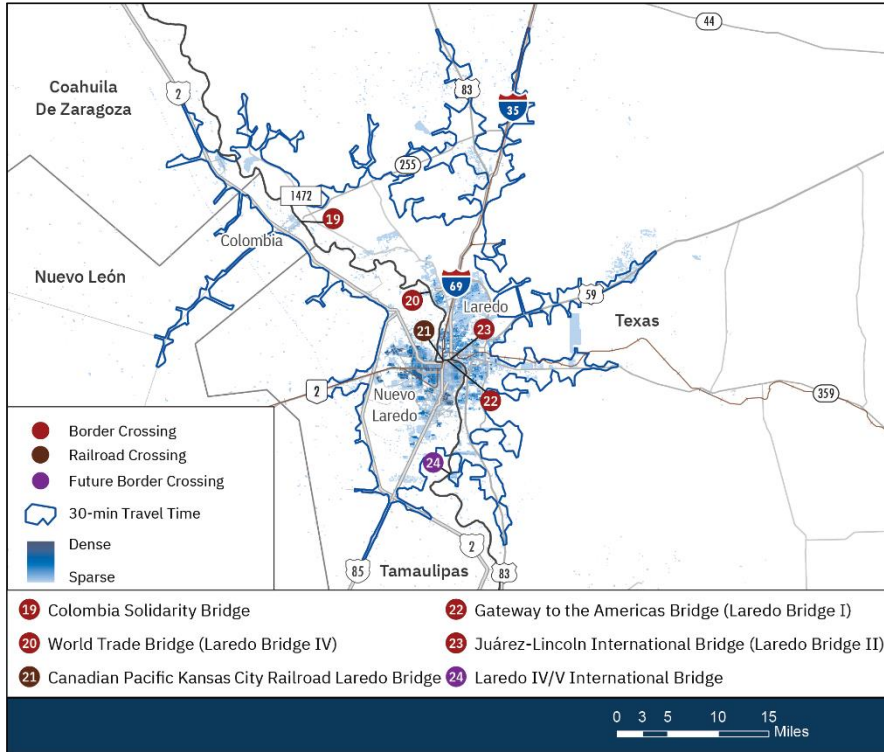 44
Coahuila
De Zaragoza
2
83
35
255
1472
19
Colombia
Nuevo León
69
20
Laredo
59
23
21
Texas
2
Nuevo
Laredo
22
359
24
Border Crossing
Railroad Crossing
Future Border Crossing
30-min Travel Time
Dense
Sparse
85
Tamaulipas
2
83
19 Colombia Solidarity Bridge
20 World Trade Bridge (Laredo Bridge IV)
21 Canadian Pacific Kansas City Railroad Laredo Bridge
22 Gateway to the Americas Bridge (Laredo Bridge I)
23 Juárez-Lincoln International Bridge (Laredo Bridge II)
24 Laredo IV/V International Bridge
0 3 5 10 15
Miles